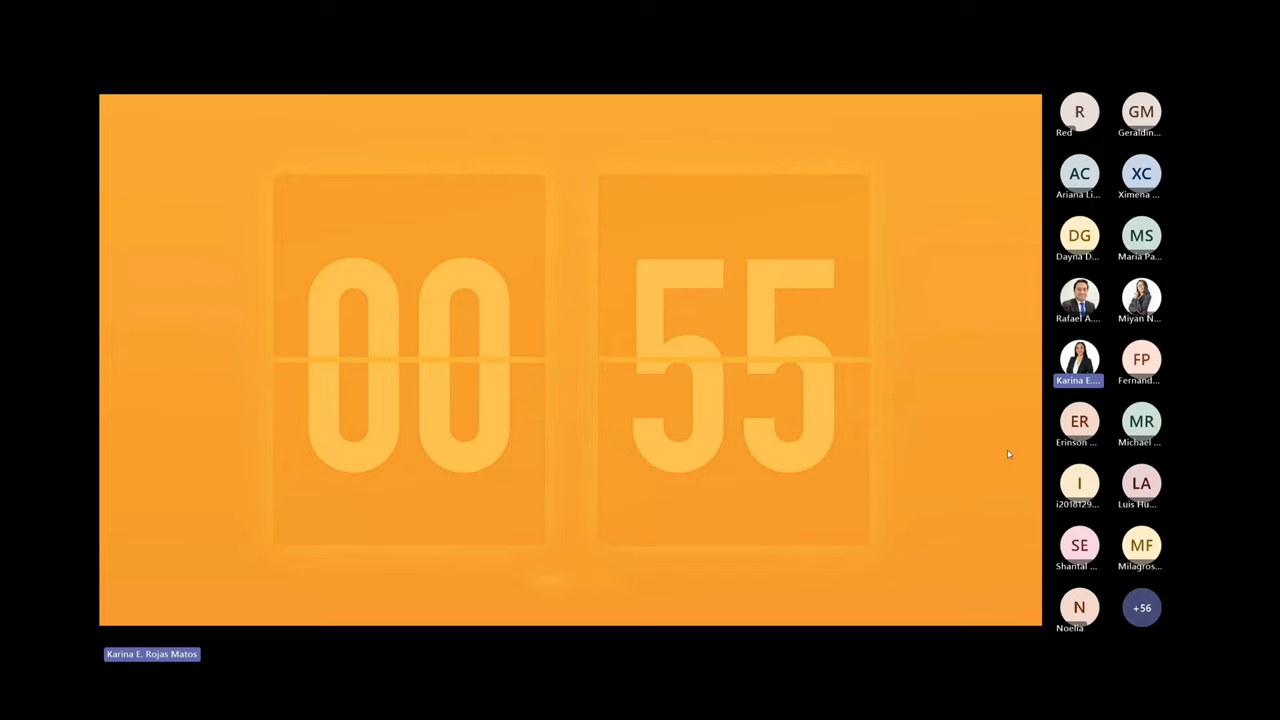 00 55
R GM
Red Geraldin...
AC XC
Ariana Li... Ximena ...
DG MS
Dayna D... Maria Pa...
Rafael A.... Miyan N...
FP
Karina E.... Fernand...
ER MR
Erinson ... Michael ...
I LA
i2018129... Luis Hu...
SE MF
Shantal ... Milagros...
N +56
Noelia
Karina E. Rojas Matos